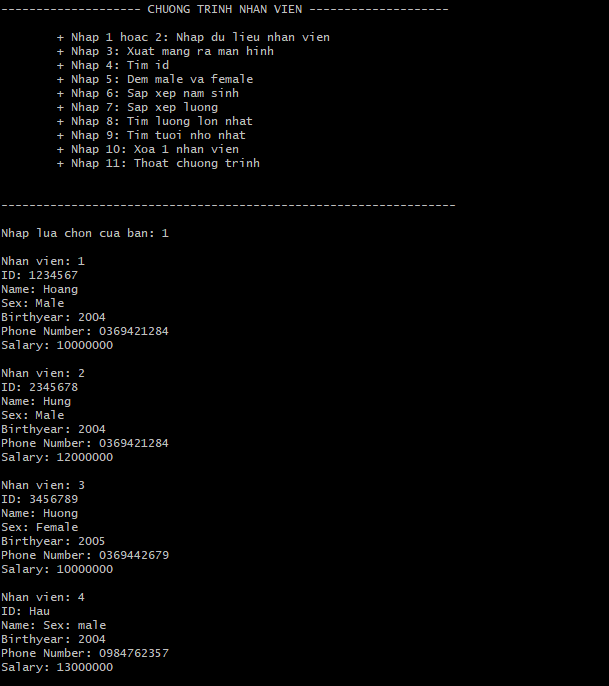 -------------------- CHUONG TRINH NHAN VIEN --------------------
+ Nhap 1 hoac 2: Nhap du lieu nhan vien
+ Nhap 3: Xuat mang ra man hinh
+ Nhap 4: Tim id
+ Nhap 5: Dem male va female
+ Nhap 6: Sap xep nam sinh
+ Nhap 7: Sap xep luong
+ Nhap 8: Tim luong lon nhat
+ Nhap 9: Tim tuoi nho nhat
+ Nhap 10: Xoa 1 nhan vien
+ Nhap 11: Thoat chuong trinh
-----------------------------------------------------------------
Nhap lua chon cua ban: 1
Nhan vien: 1
ID: 1234567
Name: Hoang
Sex: Male
Birthyear: 2004
Phone Number: 0369421284
Salary: 10000000
Nhan vien: 2
ID: 2345678
Name: Hung
Sex: Male
Birthyear: 2004
Phone Number: 0369421284
Salary: 12000000
Nhan vien: 3
ID: 3456789
Name: Huong
Sex: Female
Birthyear: 2005
Phone Number: 0369442679
Salary: 10000000
Nhan vien: 4
ID: Hau
Name: Sex: male
Birthyear: 2004
Phone Number: 0984762357
Salary: 13000000